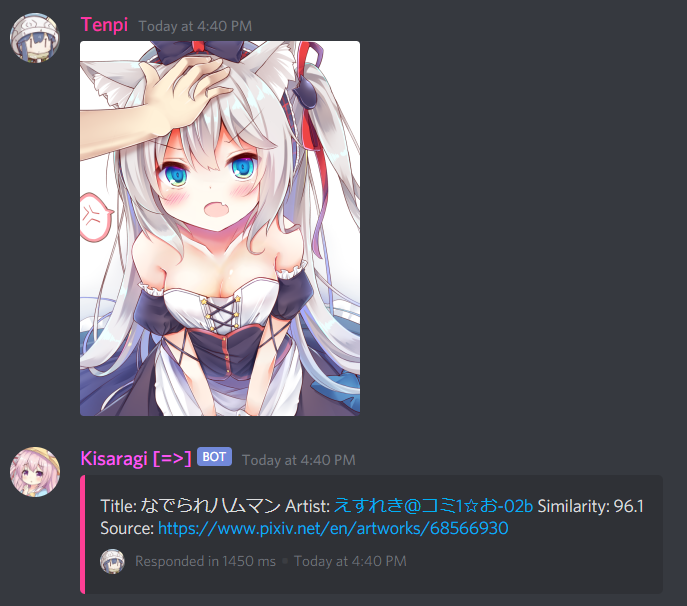 Tenpi Today at 4:40 PM
Kisaragi [=>] BOT Today at 4:40 PM
Title: なでられハムマン Artist: えすれき@コミ1☆お-02b Similarity: 96.1
Source: https://www.pixiv.net/en/artworks/68566930
Responded in 1450 ms • Today at 4:40 PM